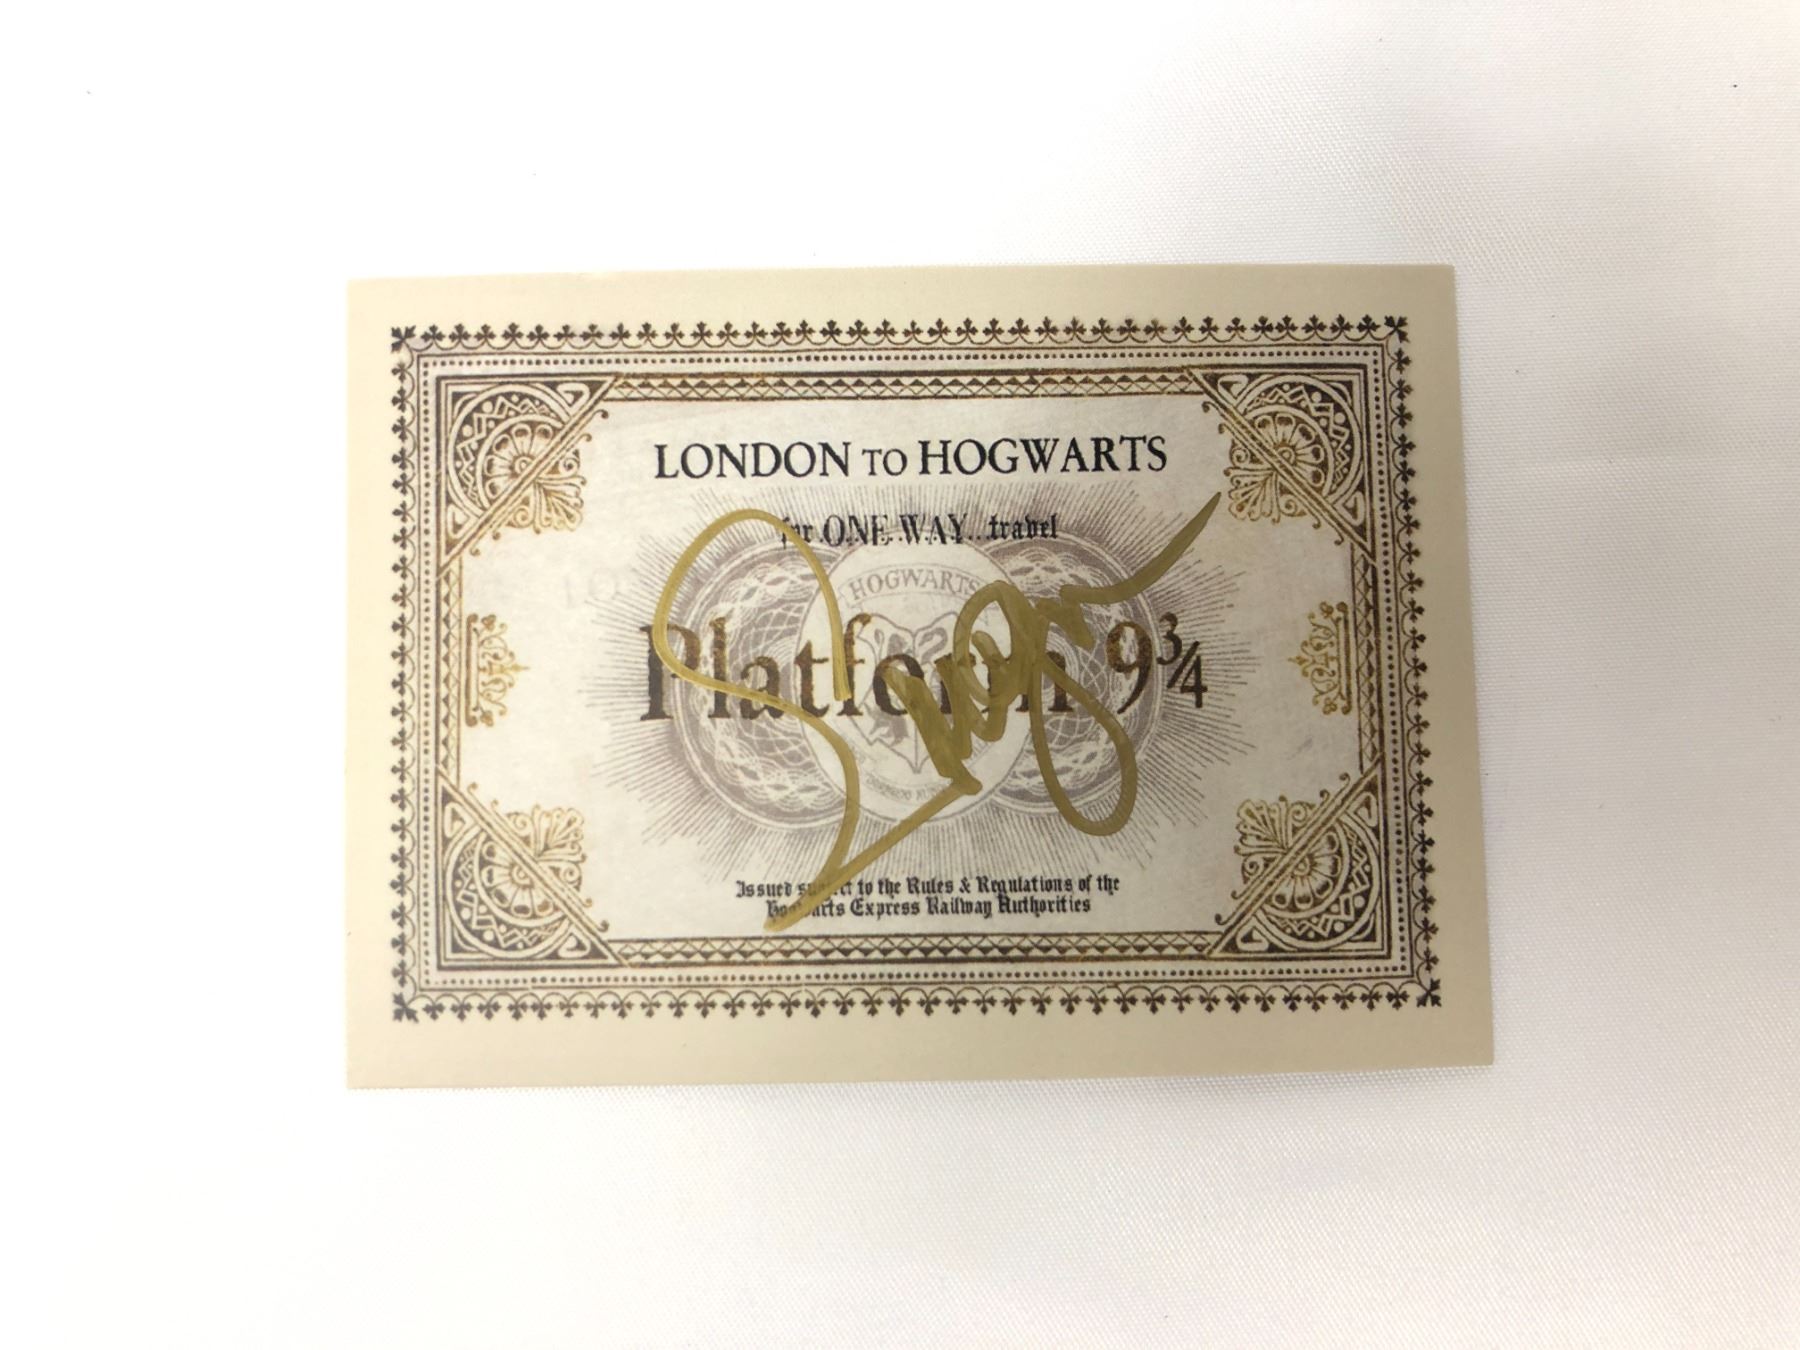 LONDON TO HOGWARTS
for ONE WAY travel
HOGWARTS
Platform 9¾
Issued subject to the Rules & Regulations of the
Hogwarts Express Railway Authorities